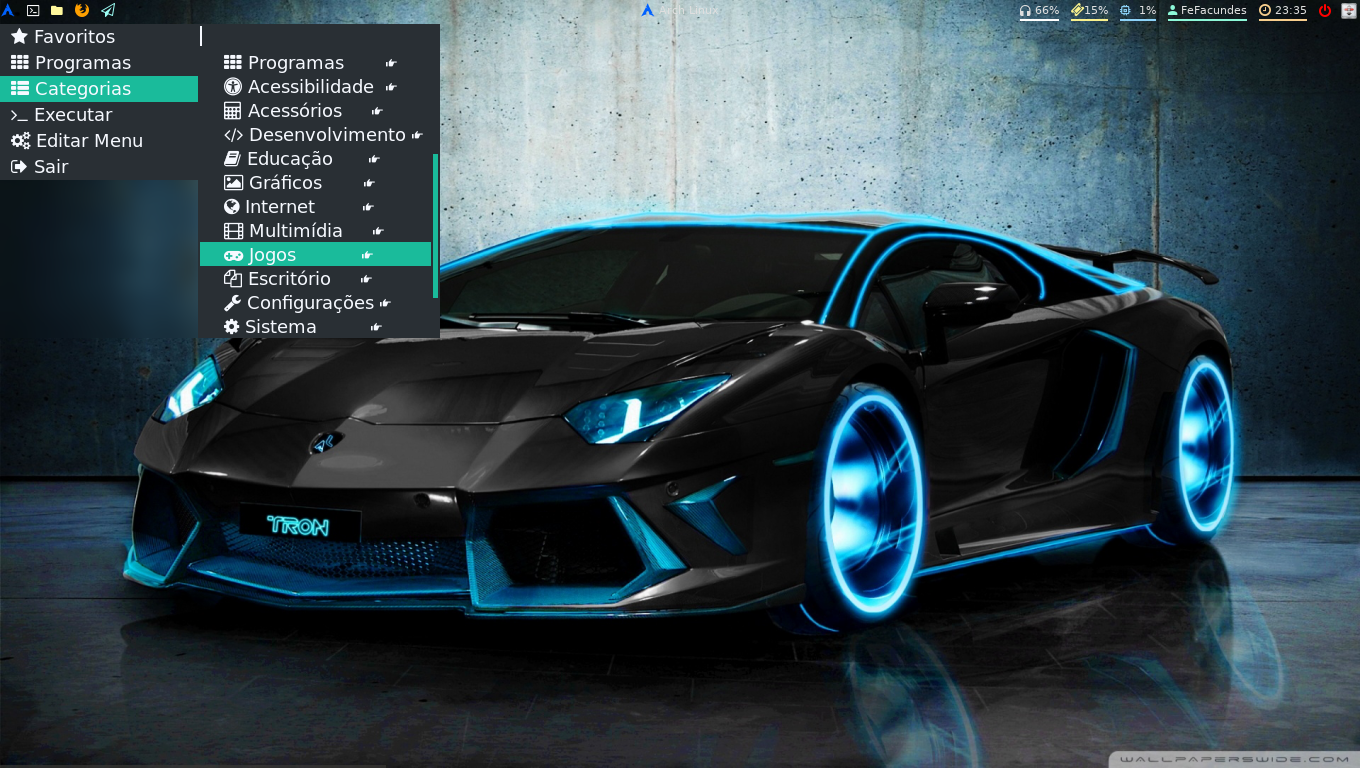 Arch Linux
66% 15% 1% FeFacundes 23:35
Favoritos
Programas
Categorias
Executar
Editar Menu
Sair
Programas
Acessibilidade
Acessórios
Desenvolvimento
Educação
Gráficos
Internet
Multimídia
Jogos
Escritório
Configurações
Sistema
TRON
WALLPAPERSWIDE.COM